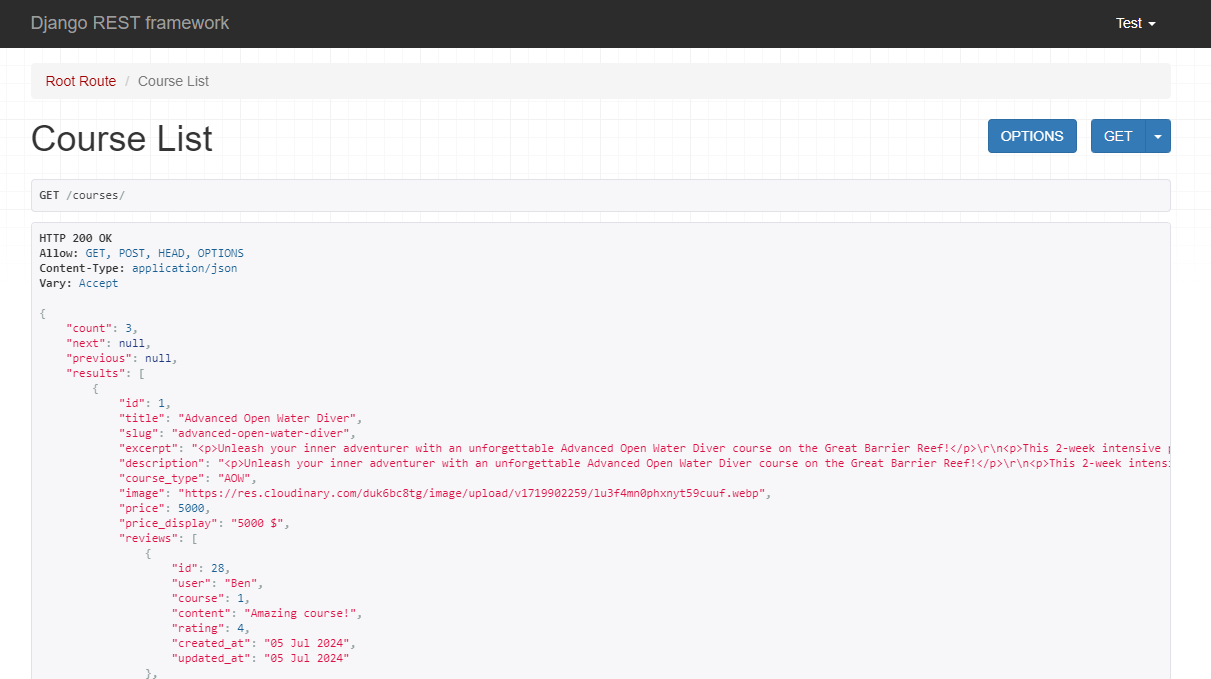 Django REST framework Test
Root Route / Course List
Course List OPTIONS GET
GET /courses/
HTTP 200 OK
Allow: GET, POST, HEAD, OPTIONS
Content-Type: application/json
Vary: Accept
{
"count": 3,
"next": null,
"previous": null,
"results": [
{
"id": 1,
"title": "Advanced Open Water Diver",
"slug": "advanced-open-water-diver",
"excerpt": "<p>Unleash your inner adventurer with an unforgettable Advanced Open Water Diver course on the Great Barrier Reef!</p>\r\n<p>This 2-week intensive
"description": "<p>Unleash your inner adventurer with an unforgettable Advanced Open Water Diver course on the Great Barrier Reef!</p>\r\n<p>This 2-week intens
"course_type": "AOW",
"image": "https://res.cloudinary.com/duk6bc8tg/image/upload/v1719902259/lu3f4mn0phxnyt59cuuf.webp",
"price": 5000,
"price_display": "5000 $",
"reviews": [
{
"id": 28,
"user": "Ben",
"course": 1,
"content": "Amazing course!",
"rating": 4,
"created_at": "05 Jul 2024",
"updated_at": "05 Jul 2024"
},